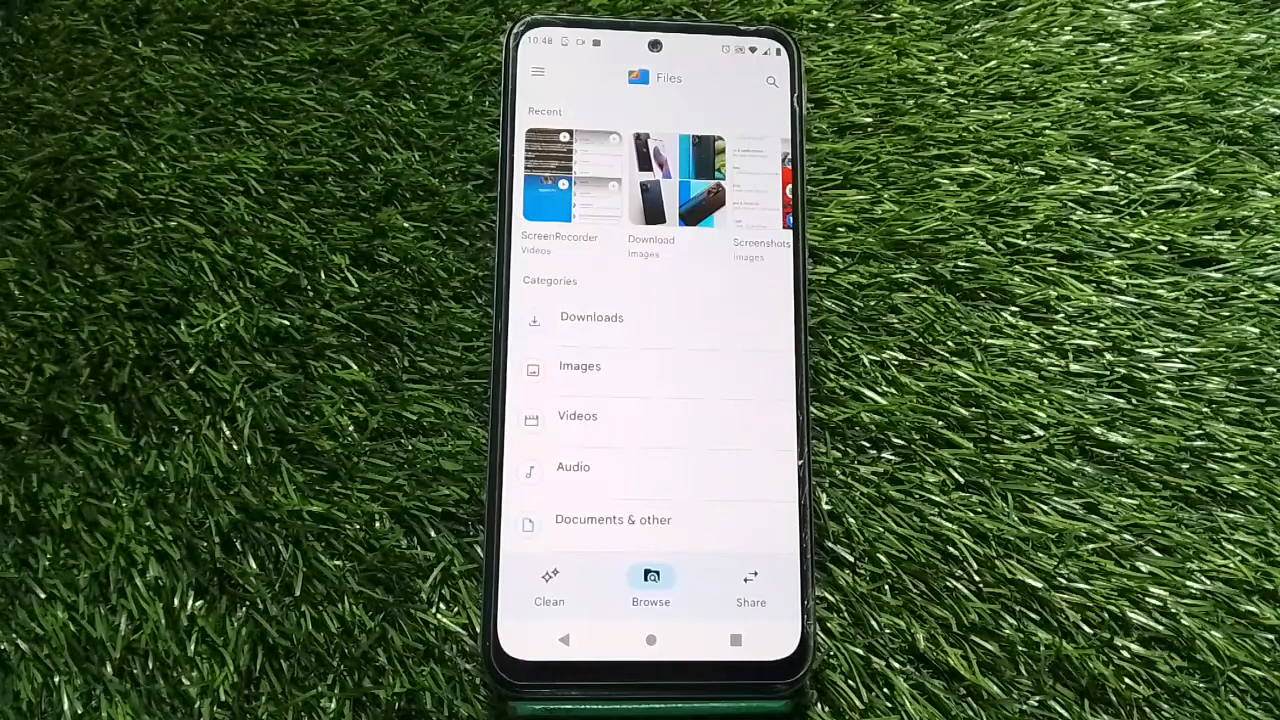 10:48
Files
Recent
ScreenRecorder
Videos
Download
Images
Screenshots
Images
Categories
Downloads
Images
Videos
Audio
Documents & other
Clean
Browse
Share